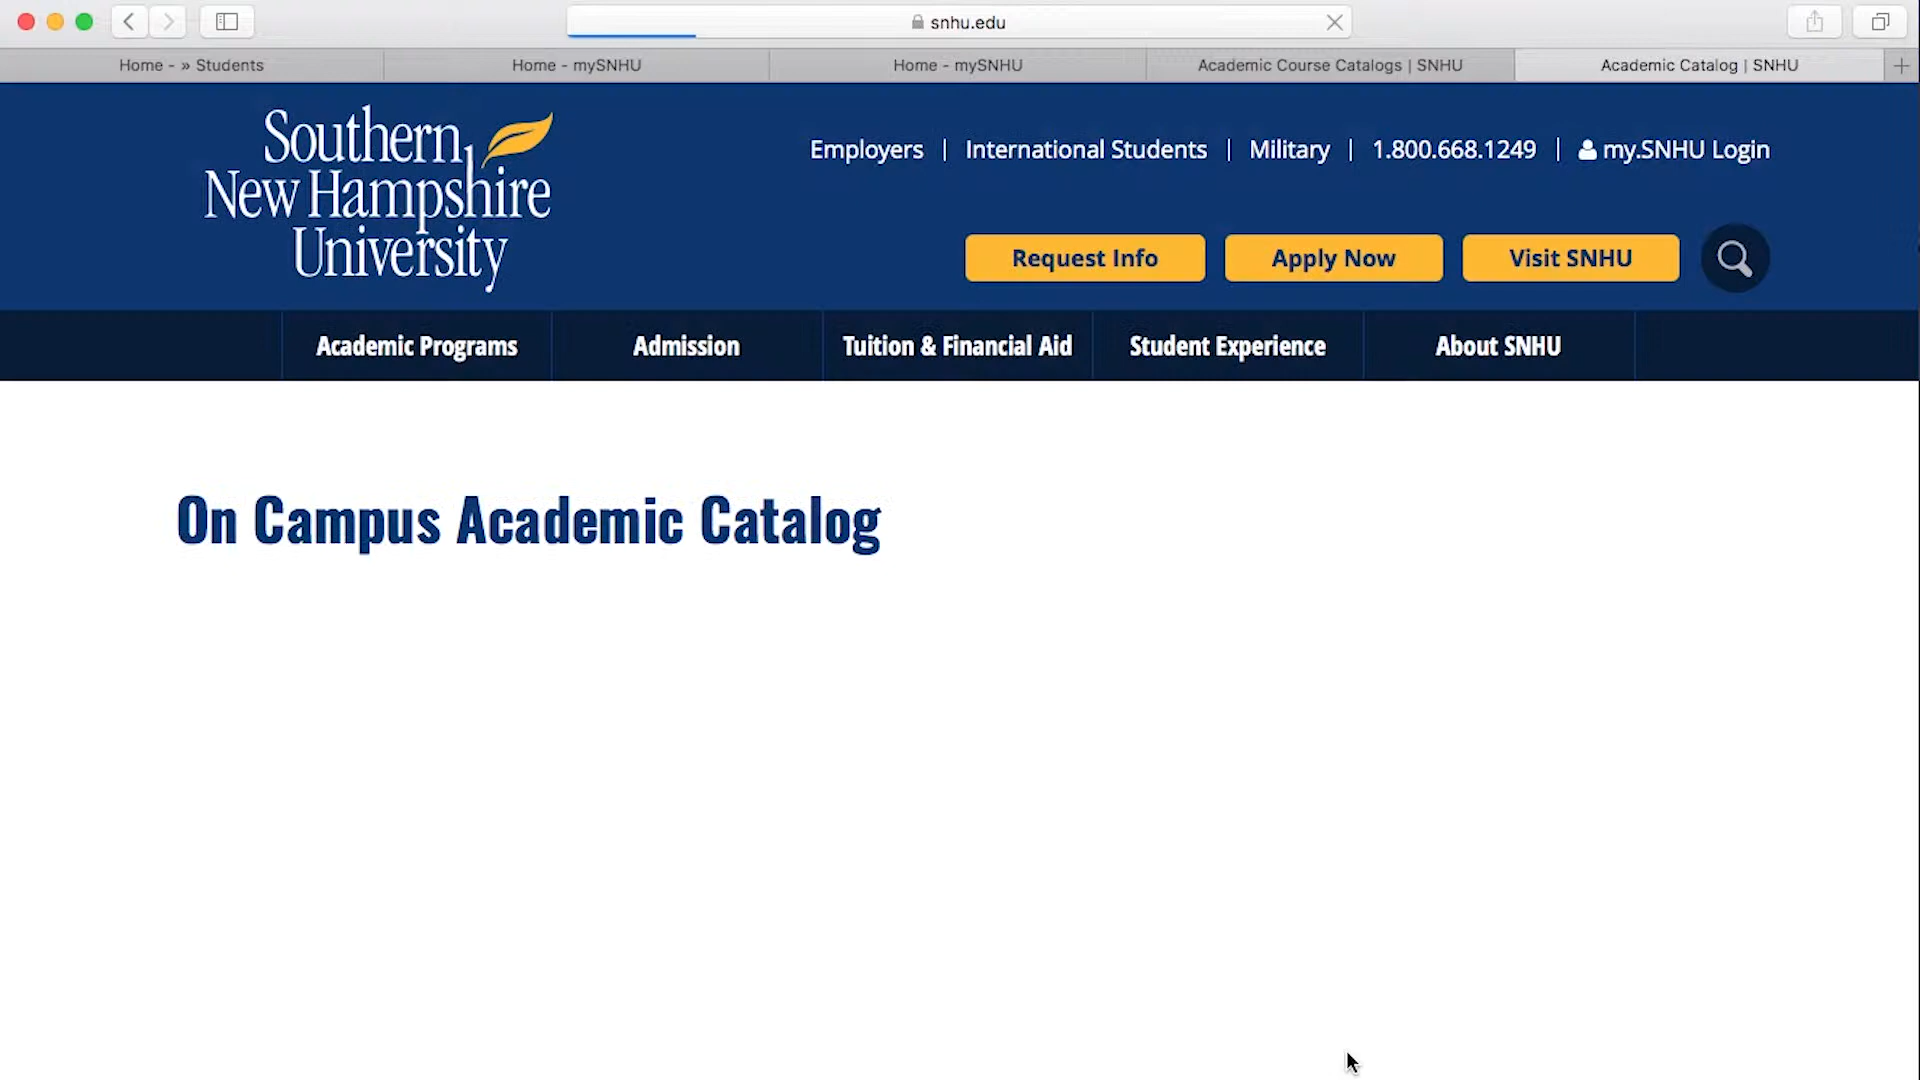 snhu.edu
Home - » Students
Home - mySNHU
Home - mySNHU
Academic Course Catalogs | SNHU
Academic Catalog | SNHU
Southern
New Hampshire
University
Employers | International Students | Military | 1.800.668.1249 | my.SNHU Login
Request Info
Apply Now
Visit SNHU
Academic Programs
Admission
Tuition & Financial Aid
Student Experience
About SNHU
On Campus Academic Catalog